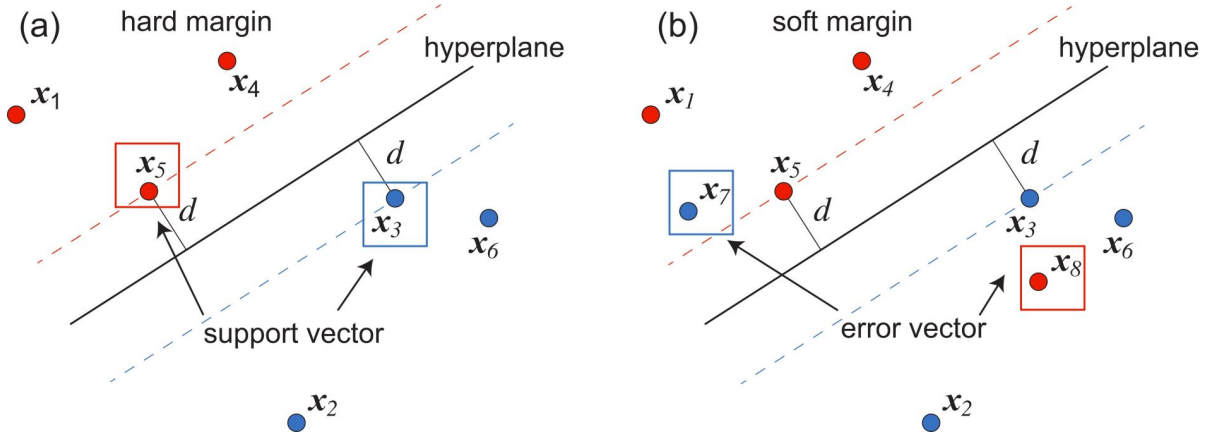 (a)
hard margin
hyperplane
x4
x1
x5
d
d
x3
x6
support vector
x2
(b)
soft margin
hyperplane
x4
x1
x7
x5
d
d
x3
x6
x8
error vector
x2